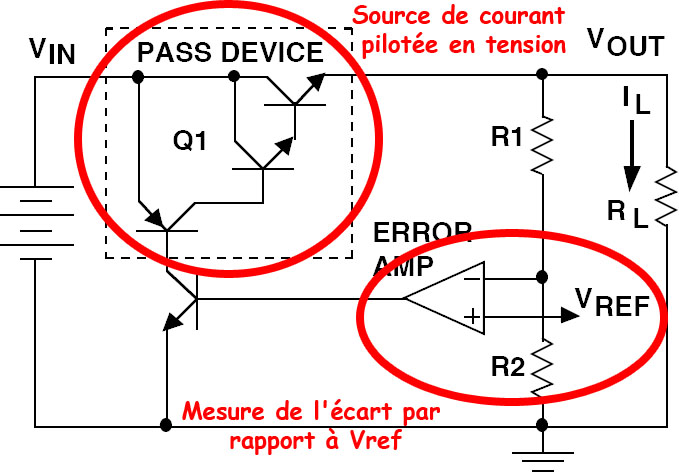 Source de courant
pilotée en tension
VIN
PASS DEVICE
VOUT
IL
Q1
R1
RL
ERROR
AMP
−
+
VREF
R2
Mesure de l'écart par
rapport à Vref